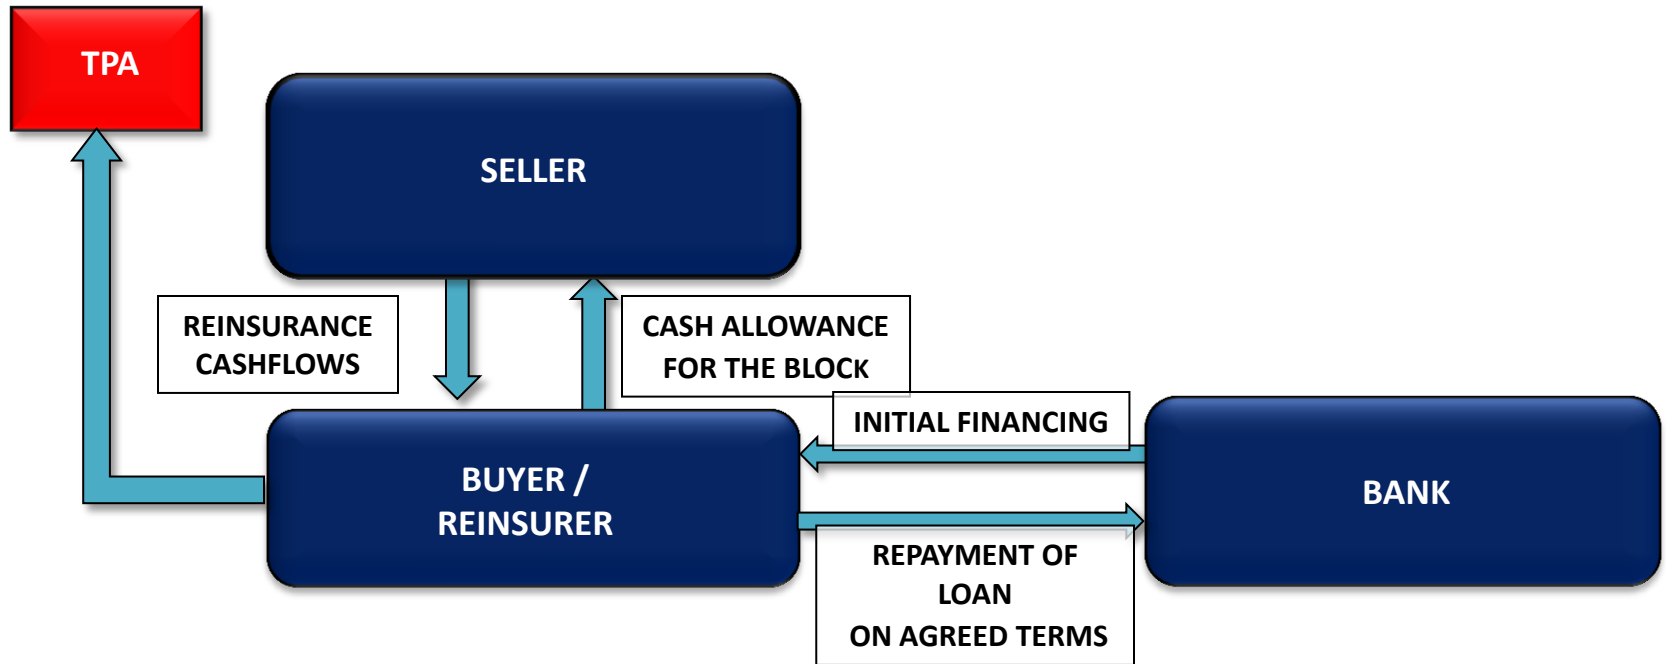 TPA
SELLER
REINSURANCE
CASHFLOWS
CASH ALLOWANCE
FOR THE BLOCK
INITIAL FINANCING
BUYER /
REINSURER
BANK
REPAYMENT OF
LOAN
ON AGREED TERMS